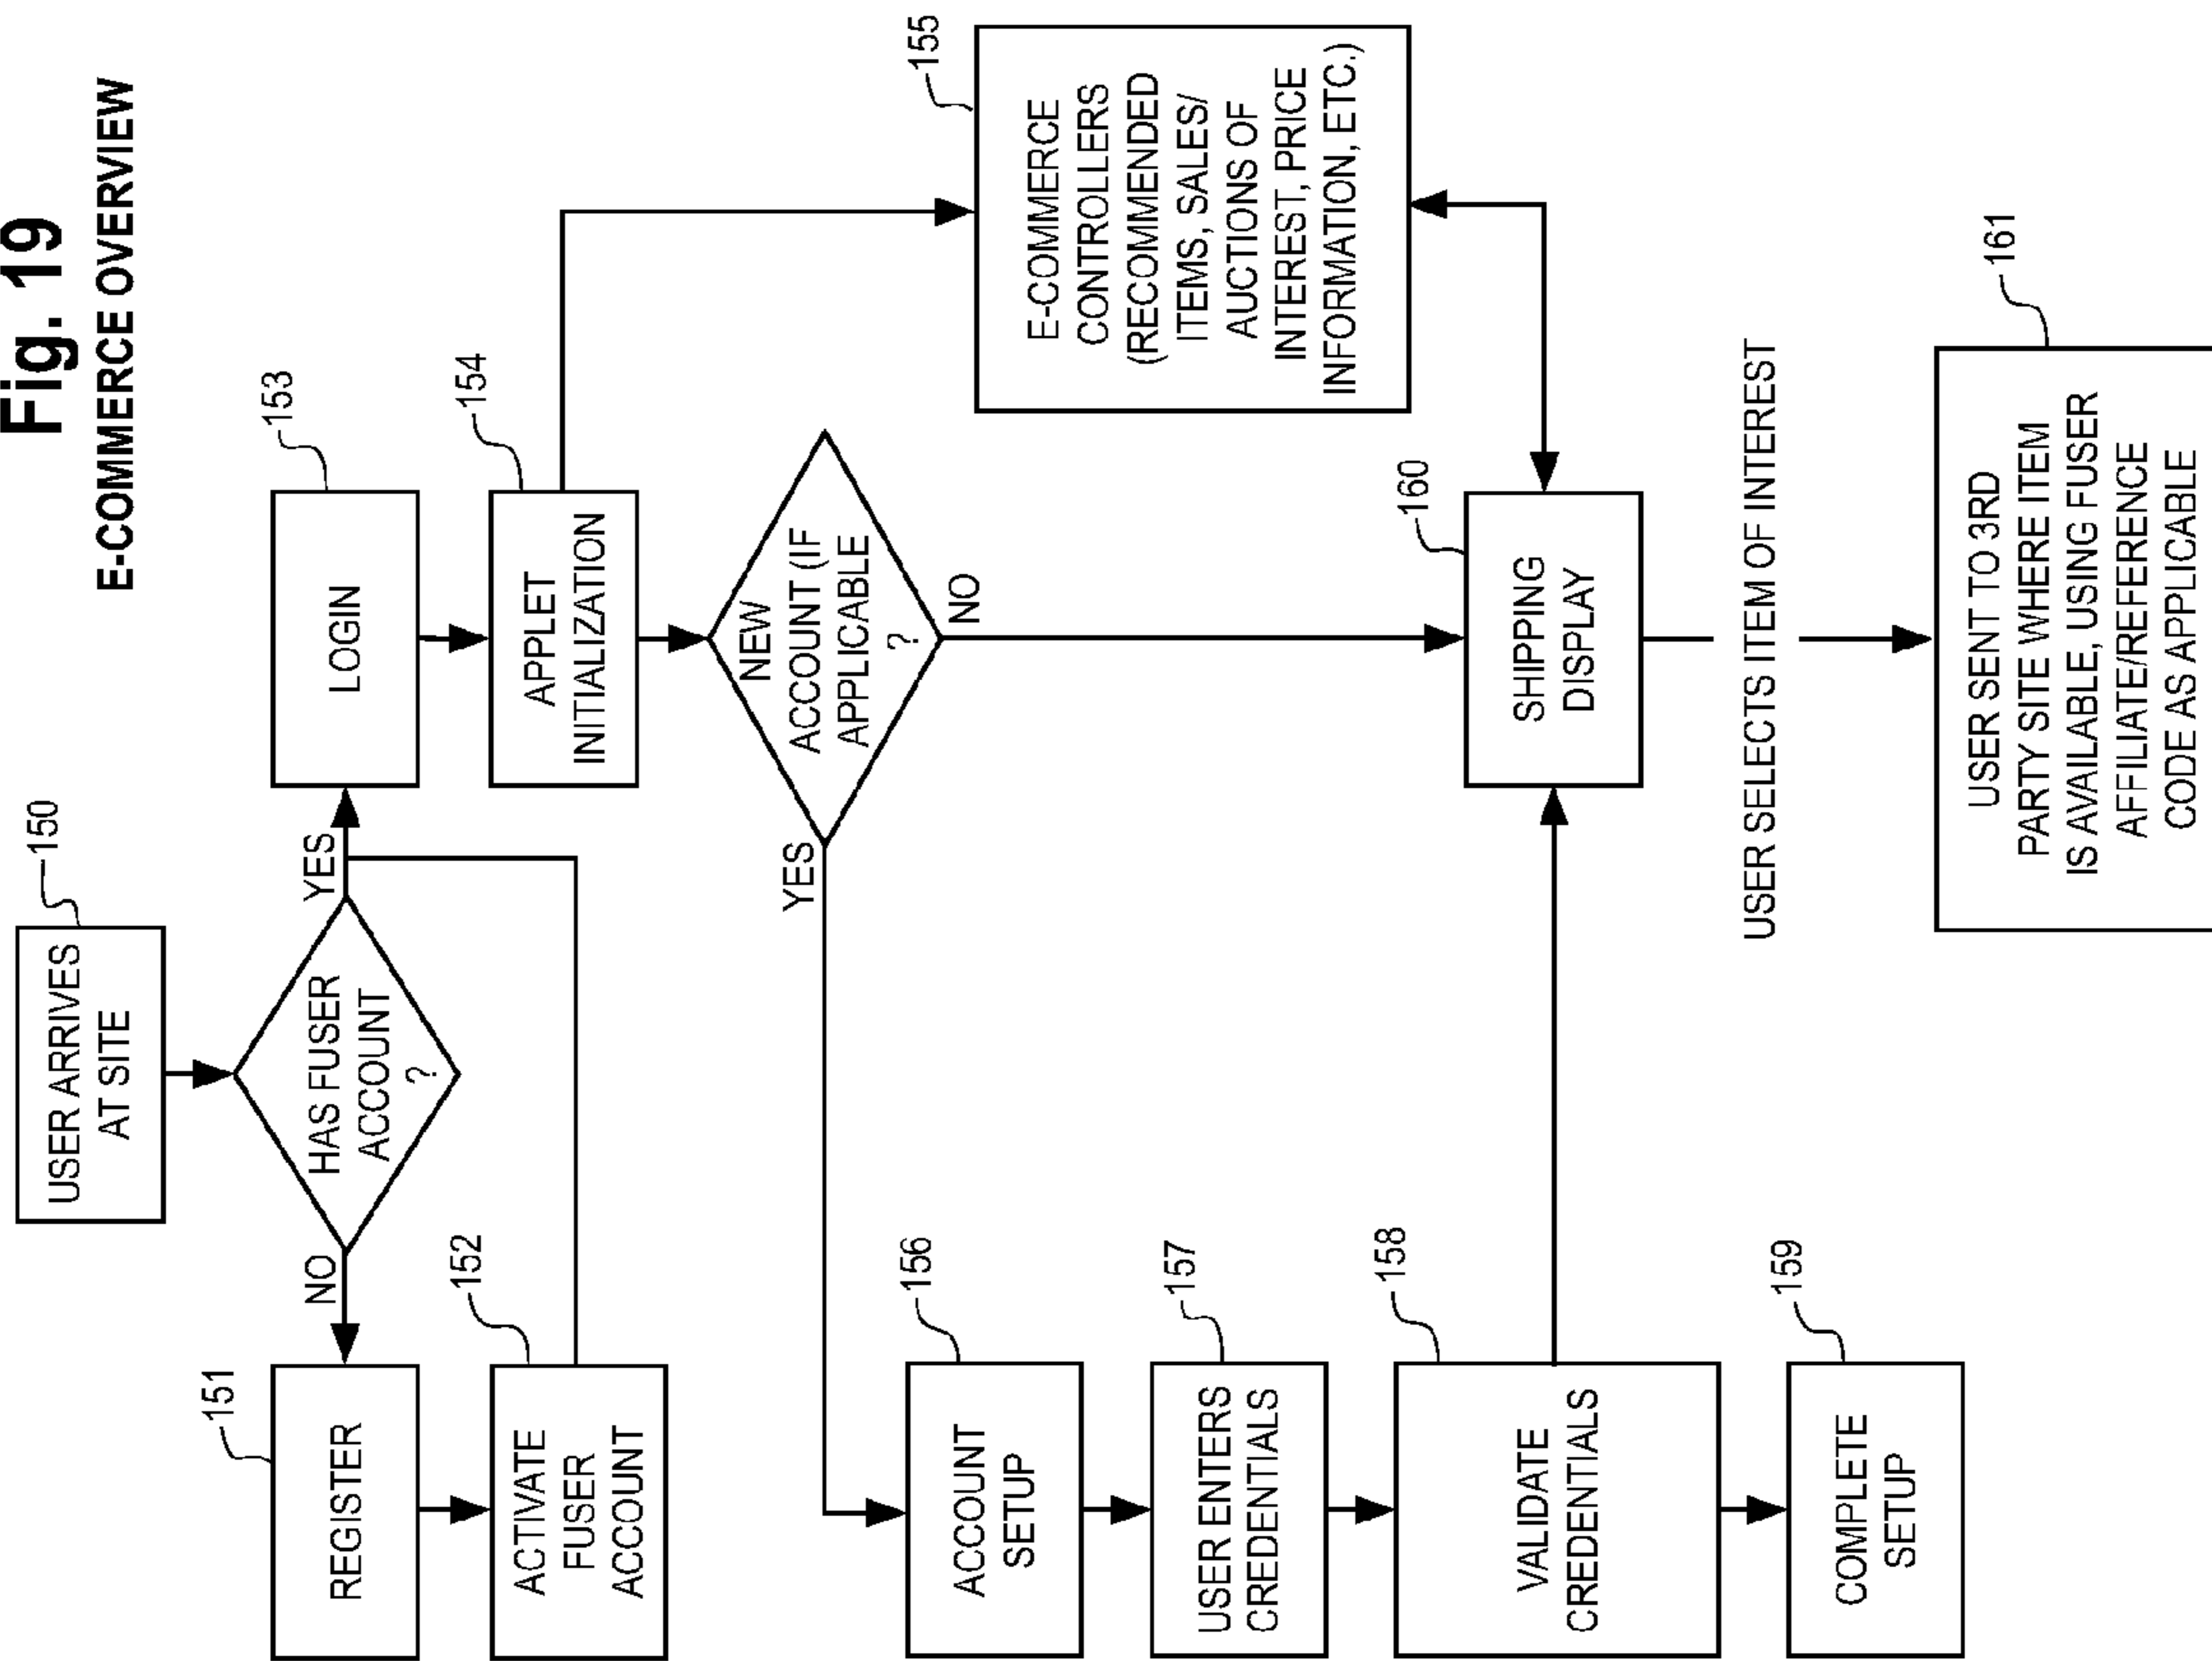 Fig. 19
E-COMMERCE OVERVIEW
USER ARRIVES
AT SITE
150
HAS FUSER
ACCOUNT
?
NO
YES
151
REGISTER
152
ACTIVATE
FUSER
ACCOUNT
153
LOGIN
154
APPLET
INITIALIZATION
NEW
ACCOUNT (IF
APPLICABLE
?
YES
NO
155
E-COMMERCE
CONTROLLERS
(RECOMMENDED
ITEMS, SALES/
AUCTIONS OF
INTEREST, PRICE
INFORMATION, ETC.)
156
ACCOUNT
SETUP
157
USER ENTERS
CREDENTIALS
158
VALIDATE
CREDENTIALS
159
COMPLETE
SETUP
160
SHIPPING
DISPLAY
USER SELECTS ITEM OF INTEREST
161
USER SENT TO 3RD
PARTY SITE WHERE ITEM
IS AVAILABLE, USING FUSER
AFFILIATE/REFERENCE
CODE AS APPLICABLE